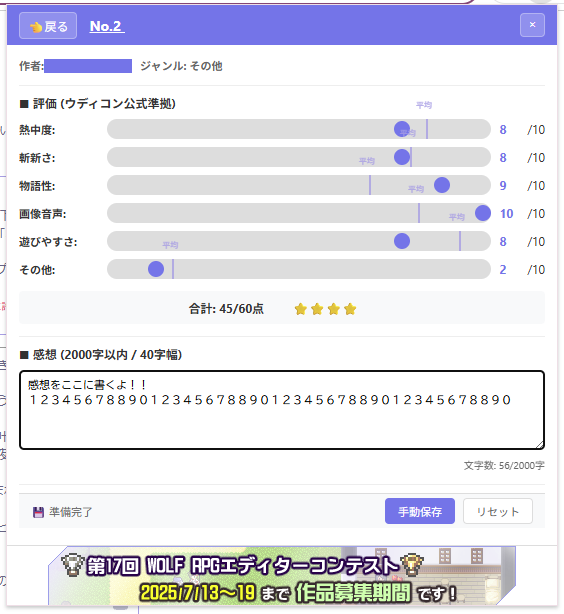 戻る No.2 ×
作者: ジャンル: その他
■ 評価 (ウディコン公式準拠)
平均
熱中度: 8 /10
平均
斬新さ: 8 /10
平均
物語性: 9 /10
平均
画像音声: 10 /10
平均
遊びやすさ: 8 /10
平均
その他: 2 /10
合計: 45/60点
■ 感想 (2000字以内 / 40字幅)
感想をここに書くよ！！
１２３４５６７８８９０１２３４５６７８８９０１２３４５６７８８９０１２３４５６７８８９０
文字数: 56/2000字
準備完了 手動保存 リセット
第17回 WOLF RPGエディターコンテスト
2025/7/13～19 まで 作品募集期間 です！